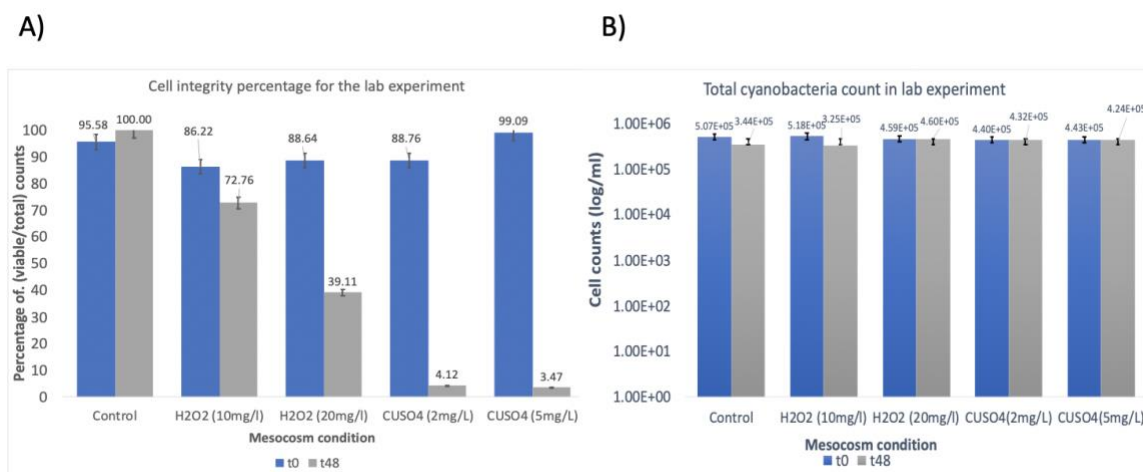 A)
Cell integrity percentage for the lab experiment
Percentage of. (viable/total) counts
100
90
80
70
60
50
40
30
20
10
0
95.58
100.00
86.22
72.76
88.64
39.11
88.76
4.12
99.09
3.47
Control
H2O2 (10mg/l)
H2O2 (20mg/l)
CUSO4 (2mg/L)
CUSO4 (5mg/L)
Mesocosm condition
t0 t48
B)
Total cyanobacteria count in lab experiment
Cell counts (log/ml)
1.00E+06
1.00E+05
1.00E+04
1.00E+03
1.00E+02
1.00E+01
1.00E+00
5.07E+05
3.44E+05
5.18E+05
3.25E+05
4.59E+05
4.60E+05
4.40E+05
4.32E+05
4.43E+05
4.24E+05
Control
H2O2 (10mg/l)
H2O2 (20mg/l)
CUSO4(2mg/L)
CUSO4(5mg/L)
Mesocosm condition
t0 t48